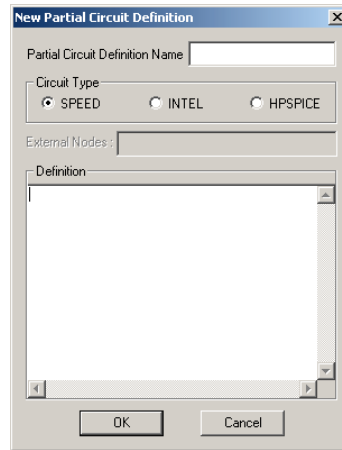 New Partial Circuit Definition
Partial Circuit Definition Name
Circuit Type
SPEED INTEL HPSPICE
External Nodes :
Definition
OK Cancel